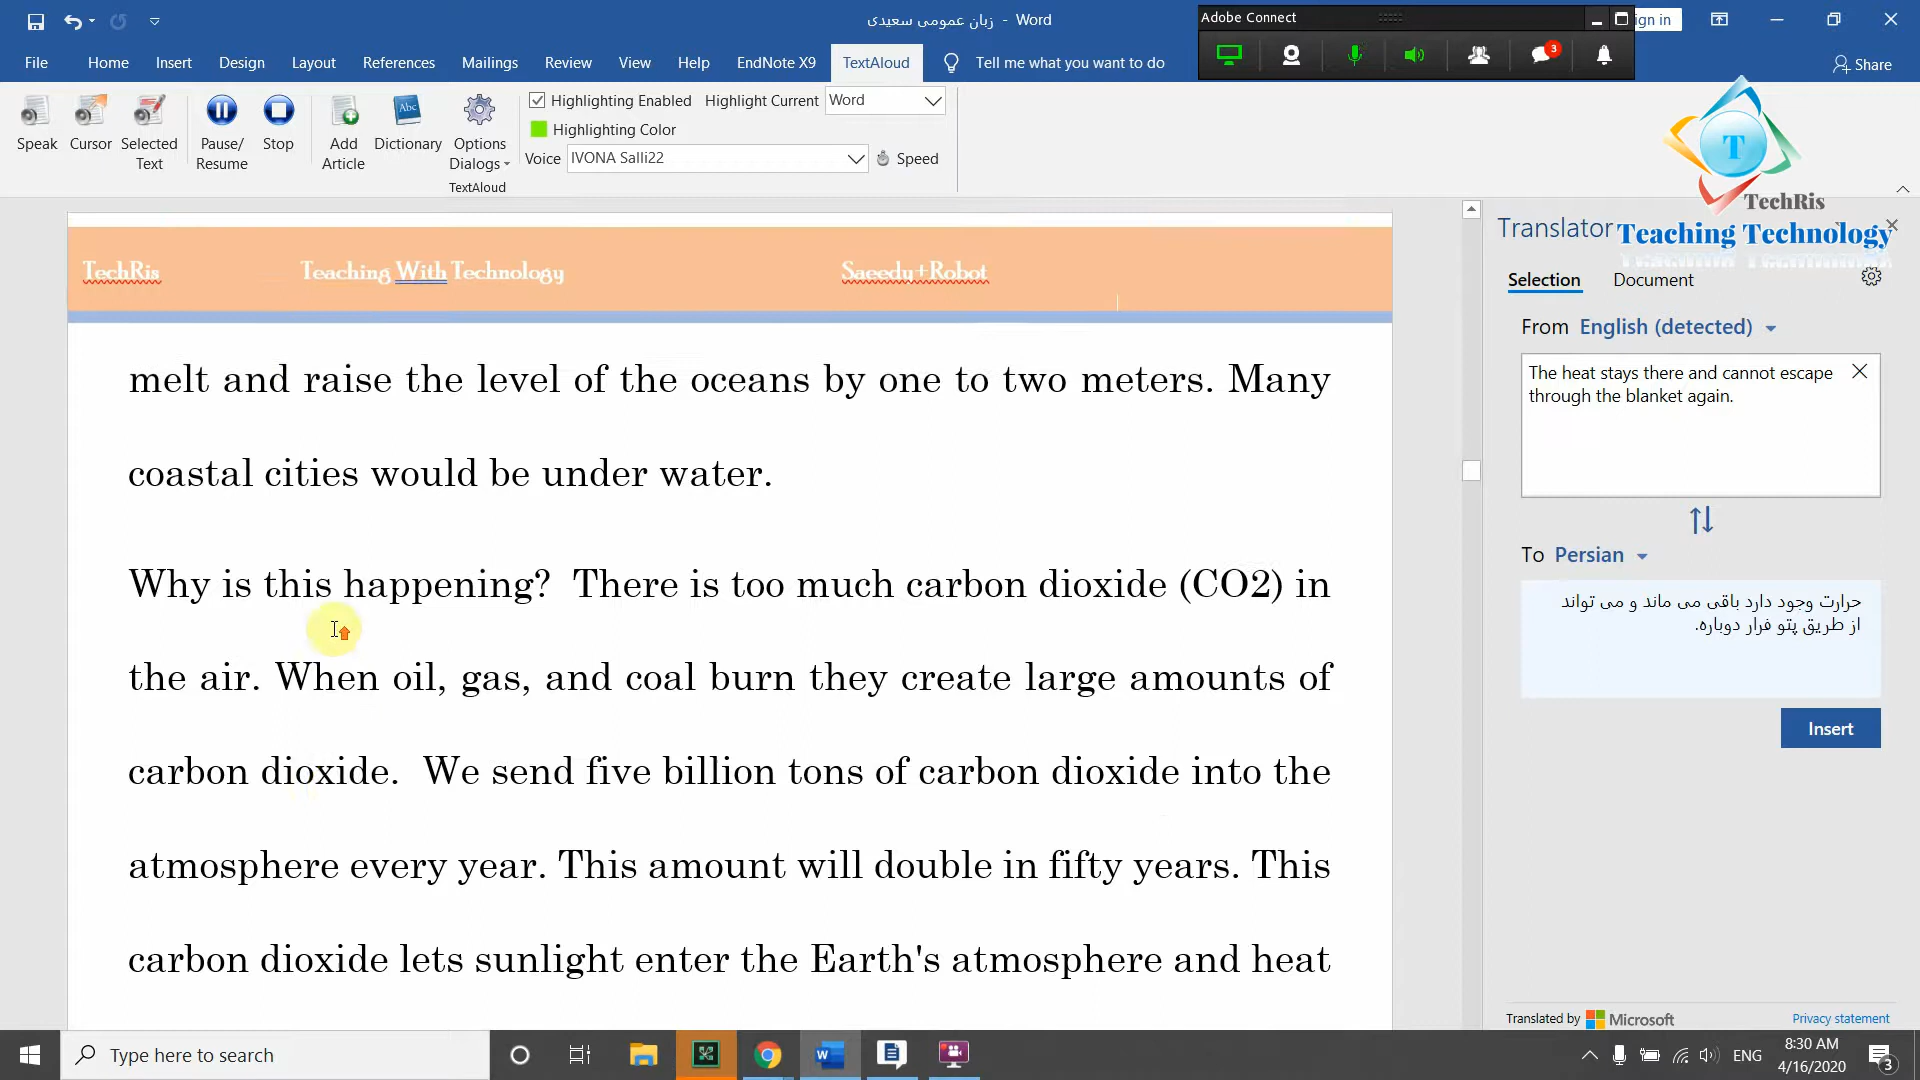 زبان عمومی سعیدی - Word
Adobe Connect
gn in
File
Home
Insert
Design
Layout
References
Mailings
Review
View
Help
EndNote X9
TextAloud
Tell me what you want to do
3
Share
Speak
Cursor
Selected Text
Pause/ Resume
Stop
Add Article
Abc
Dictionary
Options Dialogs
Highlighting Enabled
Highlight Current
Word
Highlighting Color
Voice
IVONA Salli22
Speed
TextAloud
T
TechRis
Teaching Technology
TechRis
Teaching With Technology
Saeedy+Robot
melt and raise the level of the oceans by one to two meters. Many
coastal cities would be under water.
Why is this happening? There is too much carbon dioxide (CO2) in
the air. When oil, gas, and coal burn they create large amounts of
carbon dioxide. We send five billion tons of carbon dioxide into the
atmosphere every year. This amount will double in fifty years. This
carbon dioxide lets sunlight enter the Earth's atmosphere and heat
Translator
Selection
Document
From English (detected)
The heat stays there and cannot escape
through the blanket again.
To Persian
حرارت وجود دارد باقی می ماند و می تواند
از طریق پتو فرار دوباره.
Insert
Translated by Microsoft
Privacy statement
Type here to search
W
ENG
8:30 AM
4/16/2020
3